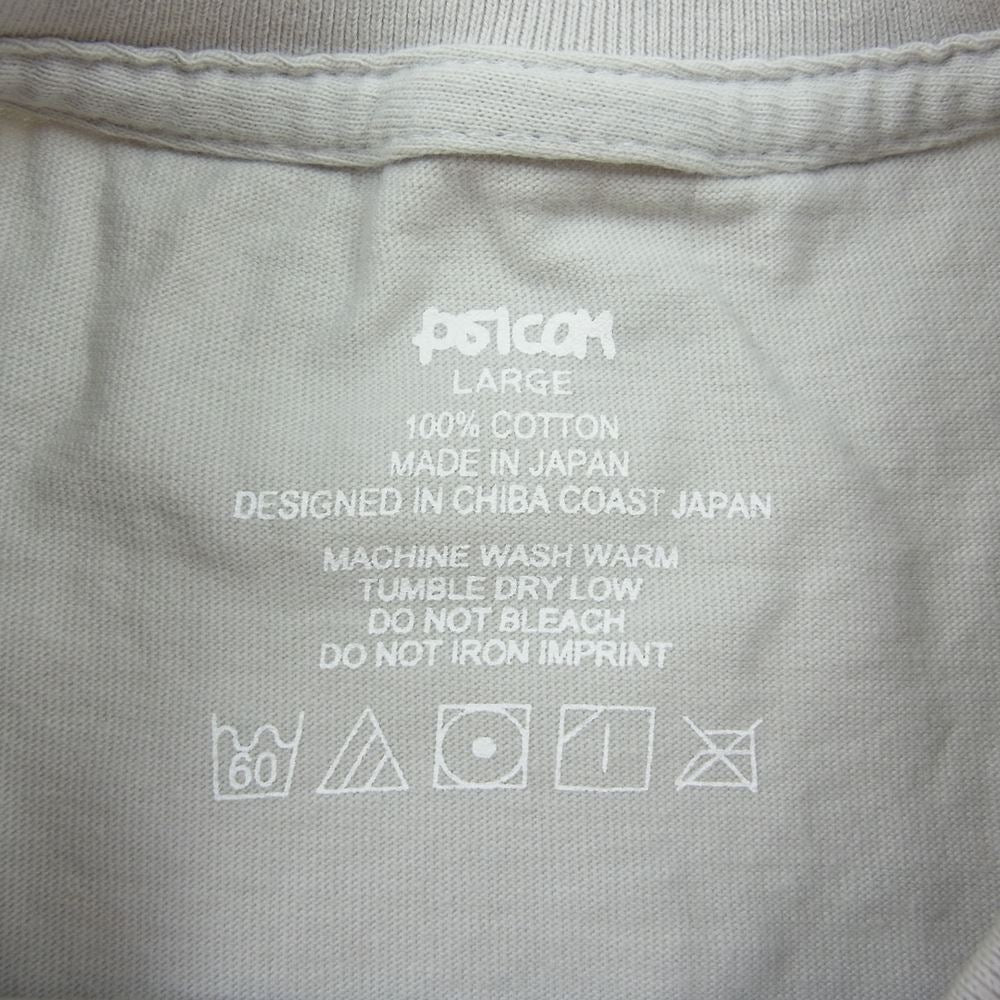 PSICOM
LARGE
100% COTTON
MADE IN JAPAN
DESIGNED IN CHIBA COAST JAPAN
MACHINE WASH WARM
TUMBLE DRY LOW
DO NOT BLEACH
DO NOT IRON IMPRINT
60